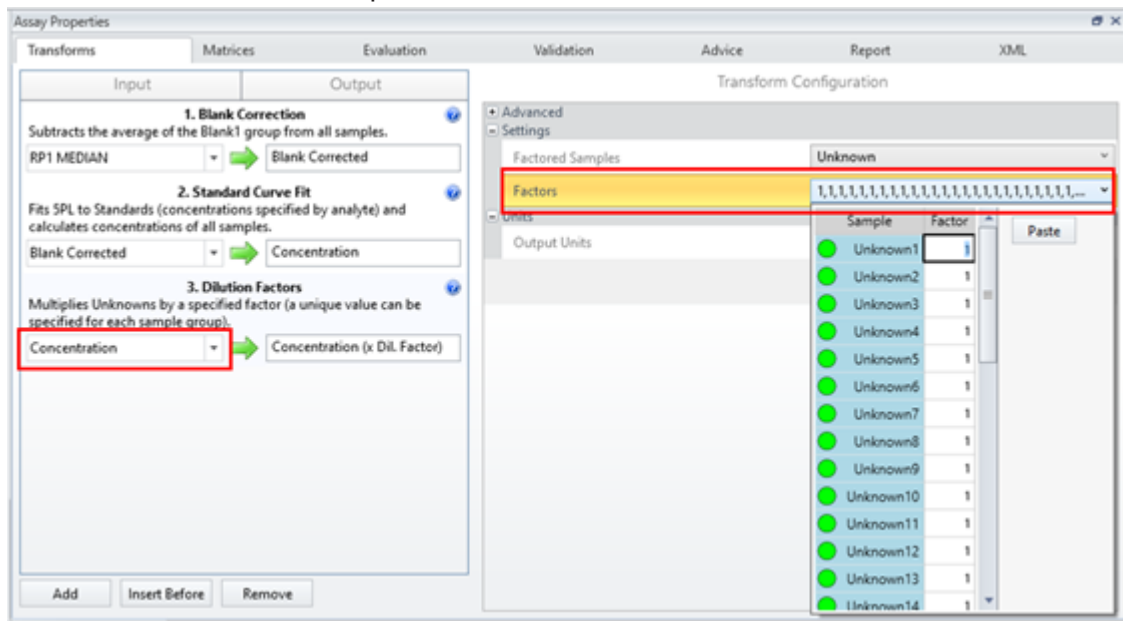 Assay Properties
Transforms Matrices Evaluation Validation Advice Report XML
Input Output
1. Blank Correction
Subtracts the average of the Blank1 group from all samples.
RP1 MEDIAN Blank Corrected
2. Standard Curve Fit
Fits 5PL to Standards (concentrations specified by analyte) and
calculates concentrations of all samples.
Blank Corrected Concentration
3. Dilution Factors
Multiplies Unknowns by a specified factor (a unique value can be
specified for each sample group).
Concentration Concentration (x Dil. Factor)
Add Insert Before Remove
Transform Configuration
Advanced
Settings
Factored Samples Unknown
Factors 1,1,1,1,1,1,1,1,1,1,1,1,1,1,1,1,1,1,1,1,1,1,1,1,1,...
Units
Output Units
Sample Factor Paste
Unknown1 1
Unknown2 1
Unknown3 1
Unknown4 1
Unknown5 1
Unknown6 1
Unknown7 1
Unknown8 1
Unknown9 1
Unknown10 1
Unknown11 1
Unknown12 1
Unknown13 1
Unknown14 1